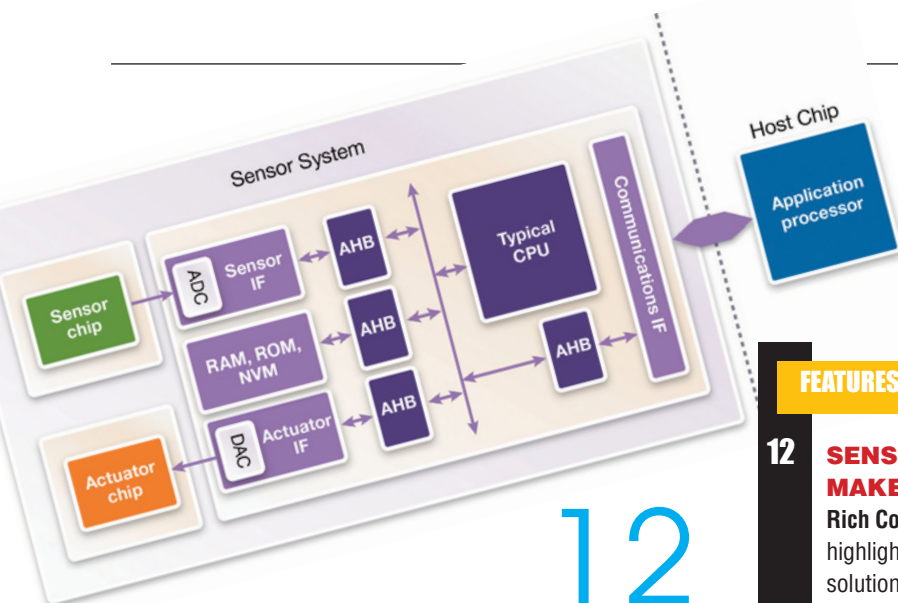 Sensor System
Host Chip
Application
processor
Sensor
chip
ADC
Sensor
IF
AHB
Typical
CPU
Communications IF
RAM, ROM,
NVM
AHB
AHB
Actuator
chip
DAC
Actuator
IF
AHB
12
FEATURES
12
SENS
MAKE
Rich Co
highligh
solution